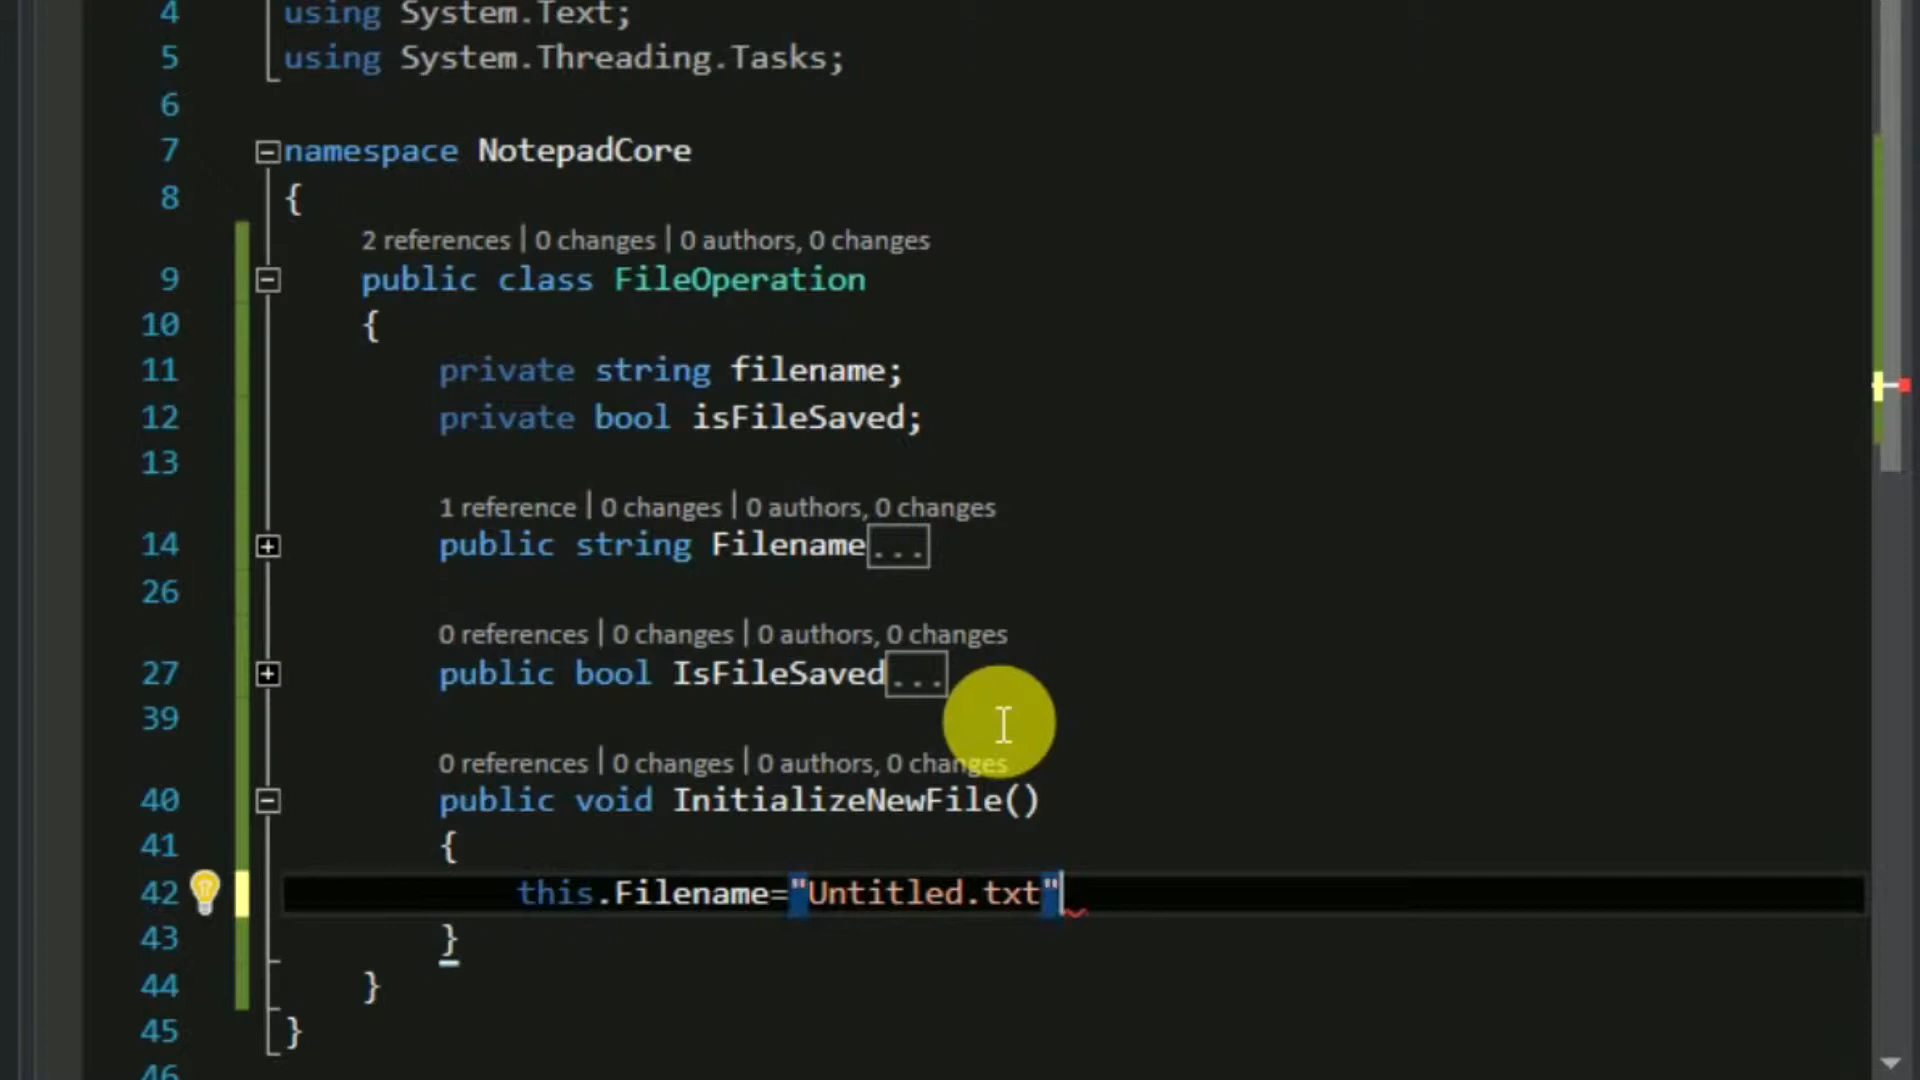 4 using System.Text;
5 using System.Threading.Tasks;
6
7 namespace NotepadCore
8 {
2 references | 0 changes | 0 authors, 0 changes
9 public class FileOperation
10 {
11 private string filename;
12 private bool isFileSaved;
13
1 reference | 0 changes | 0 authors, 0 changes
14 public string Filename...
26
0 references | 0 changes | 0 authors, 0 changes
27 public bool IsFileSaved...
39
0 references | 0 changes | 0 authors, 0 changes
40 public void InitializeNewFile()
41 {
42 this.Filename="Untitled.txt"
43 }
44 }
45 }
46